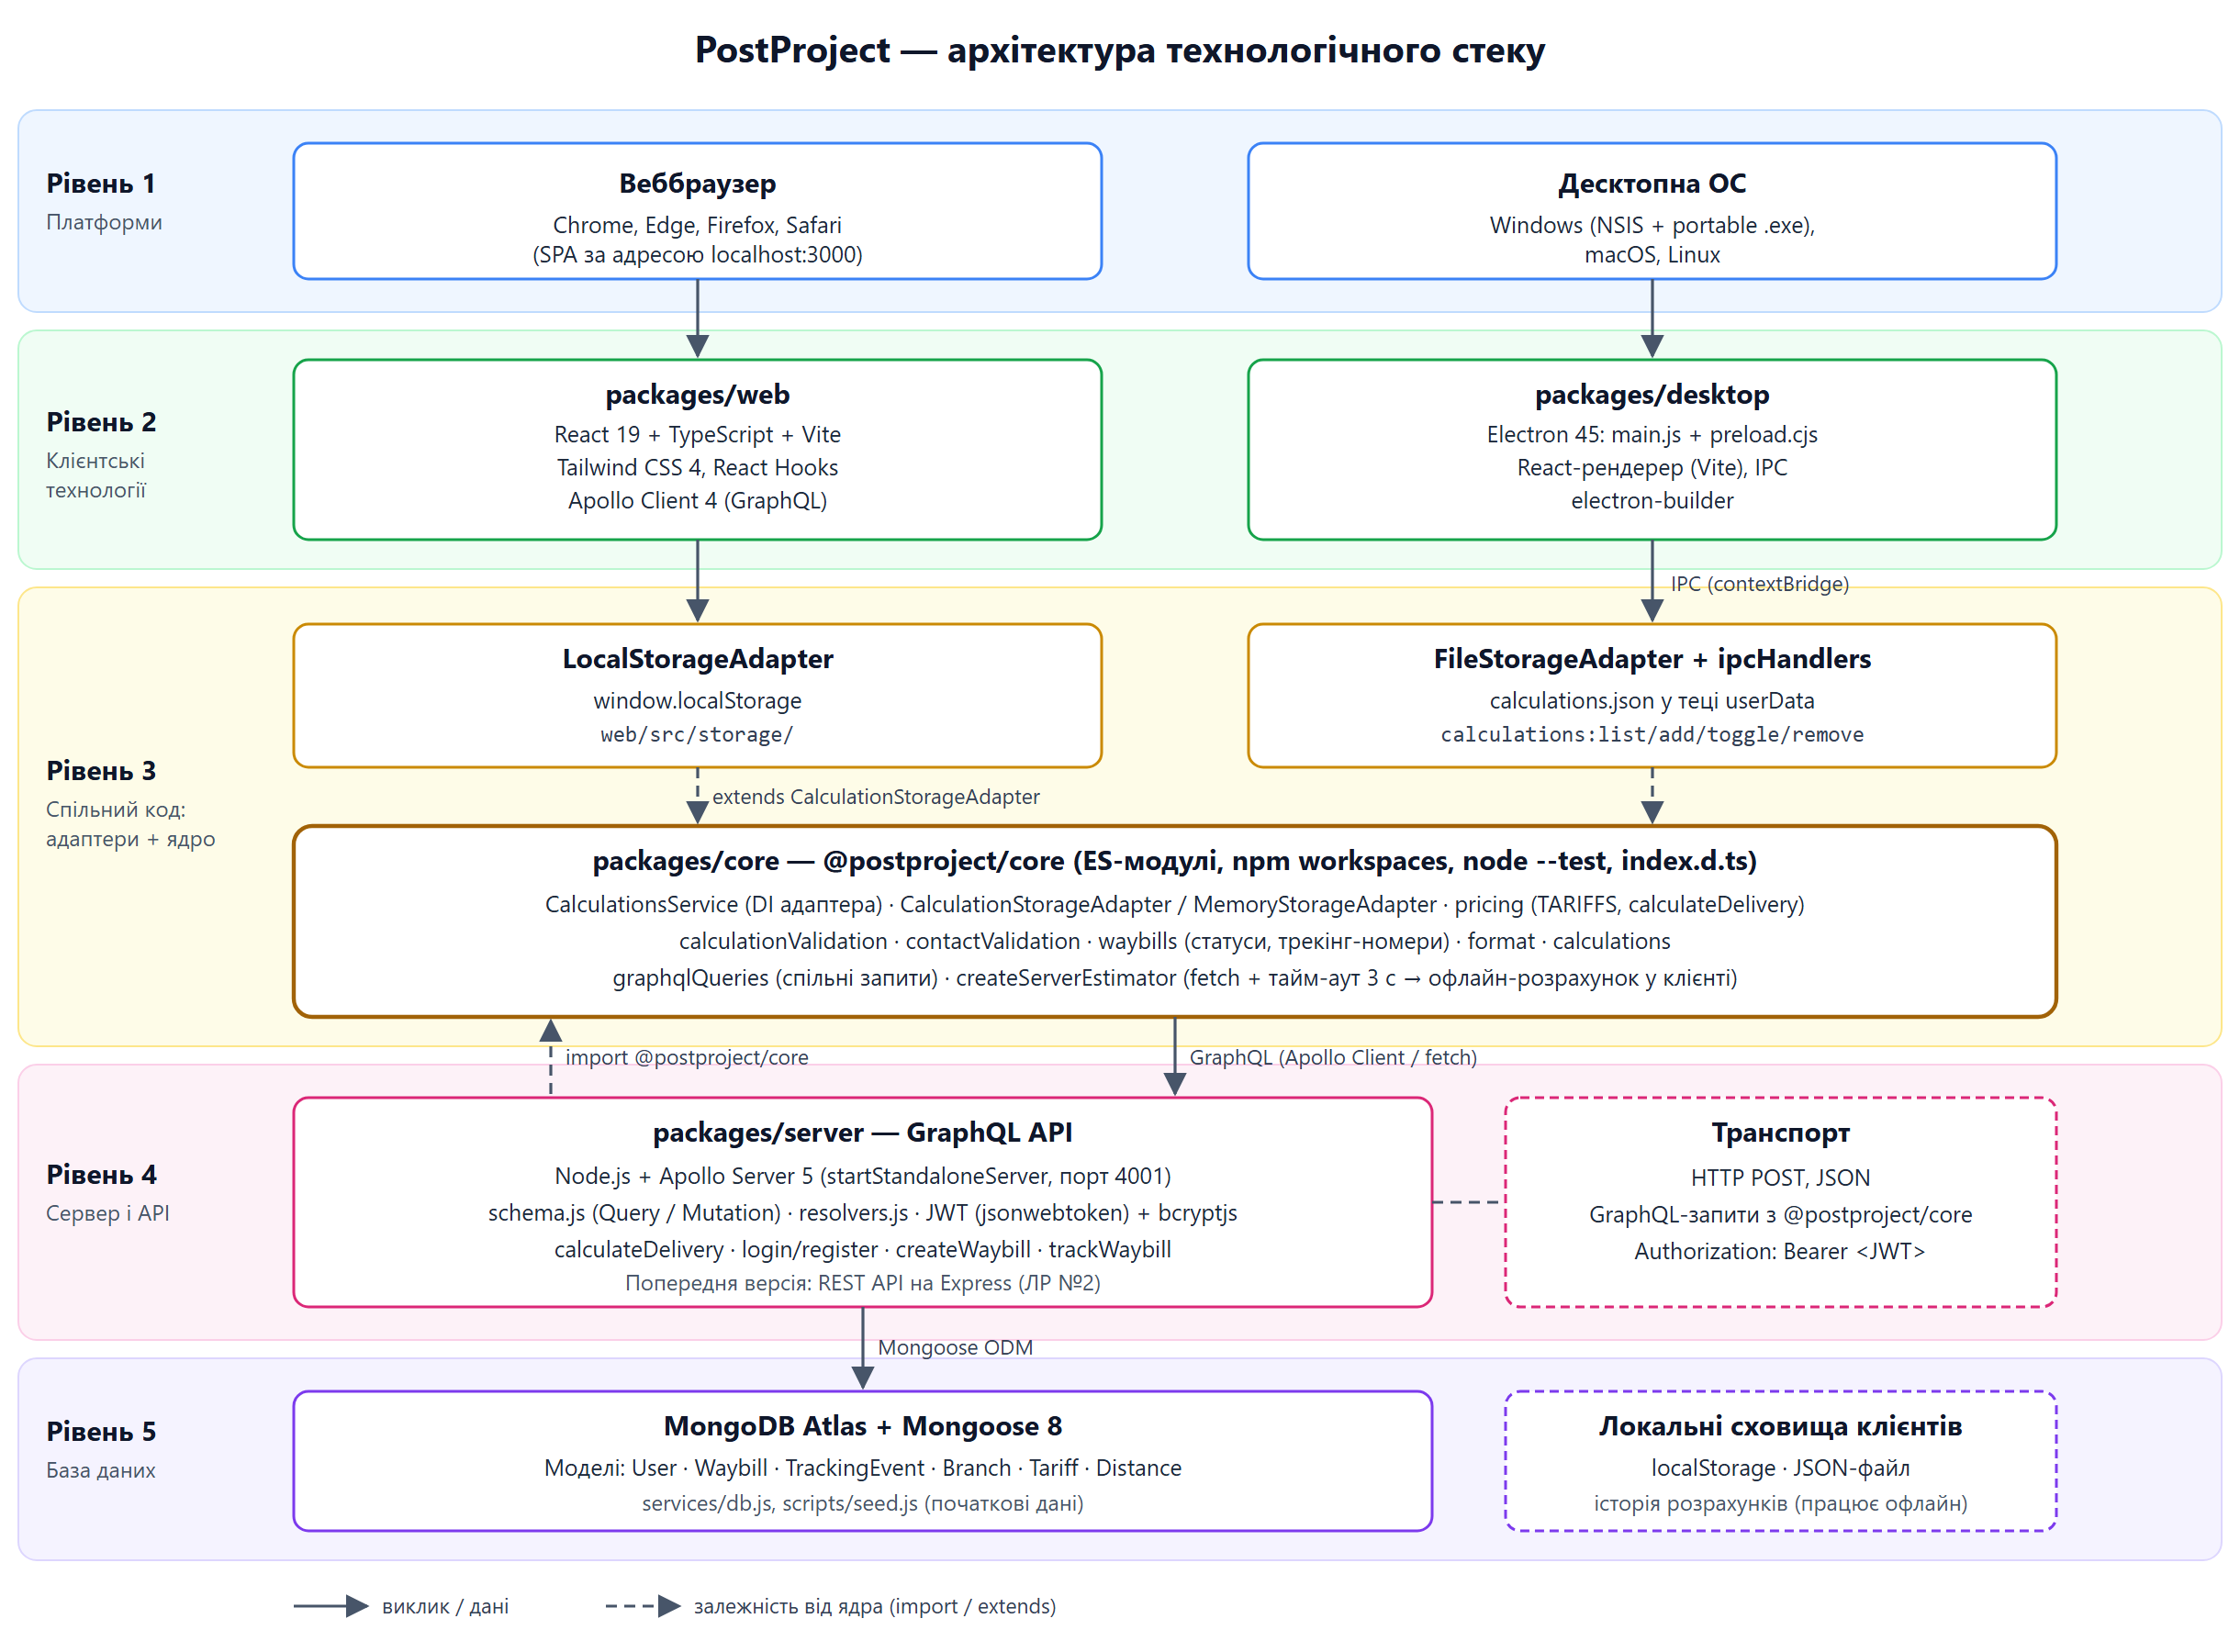 PostProject — архітектура технологічного стеку
Рівень 1
Платформи
Веббраузер
Chrome, Edge, Firefox, Safari
(SPA за адресою localhost:3000)
Десктопна ОС
Windows (NSIS + portable .exe),
macOS, Linux
Рівень 2
Клієнтські
технології
packages/web
React 19 + TypeScript + Vite
Tailwind CSS 4, React Hooks
Apollo Client 4 (GraphQL)
packages/desktop
Electron 45: main.js + preload.cjs
React-рендерер (Vite), IPC
electron-builder
IPC (contextBridge)
Рівень 3
Спільний код:
адаптери + ядро
LocalStorageAdapter
window.localStorage
web/src/storage/
FileStorageAdapter + ipcHandlers
calculations.json у теці userData
calculations:list/add/toggle/remove
extends CalculationStorageAdapter
packages/core — @postproject/core (ES-модулі, npm workspaces, node --test, index.d.ts)
CalculationsService (DI адаптера) · CalculationStorageAdapter / MemoryStorageAdapter · pricing (TARIFFS, calculateDelivery)
calculationValidation · contactValidation · waybills (статуси, трекінг-номери) · format · calculations
graphqlQueries (спільні запити) · createServerEstimator (fetch + тайм-аут 3 с → офлайн-розрахунок у клієнті)
import @postproject/core
GraphQL (Apollo Client / fetch)
Рівень 4
Сервер і API
packages/server — GraphQL API
Node.js + Apollo Server 5 (startStandaloneServer, порт 4001)
schema.js (Query / Mutation) · resolvers.js · JWT (jsonwebtoken) + bcryptjs
calculateDelivery · login/register · createWaybill · trackWaybill
Попередня версія: REST API на Express (ЛР №2)
Транспорт
HTTP POST, JSON
GraphQL-запити з @postproject/core
Authorization: Bearer <JWT>
Mongoose ODM
Рівень 5
База даних
MongoDB Atlas + Mongoose 8
Моделі: User · Waybill · TrackingEvent · Branch · Tariff · Distance
services/db.js, scripts/seed.js (початкові дані)
Локальні сховища клієнтів
localStorage · JSON-файл
історія розрахунків (працює офлайн)
виклик / дані
залежність від ядра (import / extends)